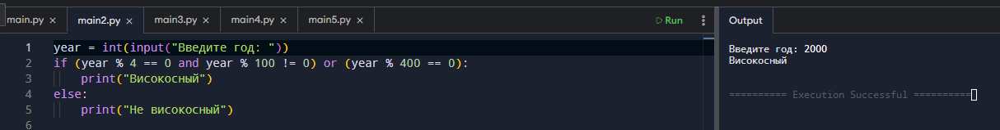 main.py × main2.py × main3.py × main4.py × main5.py × Run Output
1 year = int(input("Введите год: "))
2 if (year % 4 == 0 and year % 100 != 0) or (year % 400 == 0):
3 print("Високосный")
4 else:
5 print("Не високосный")
6
Введите год: 2000
Високосный
========== Execution Successful ==========